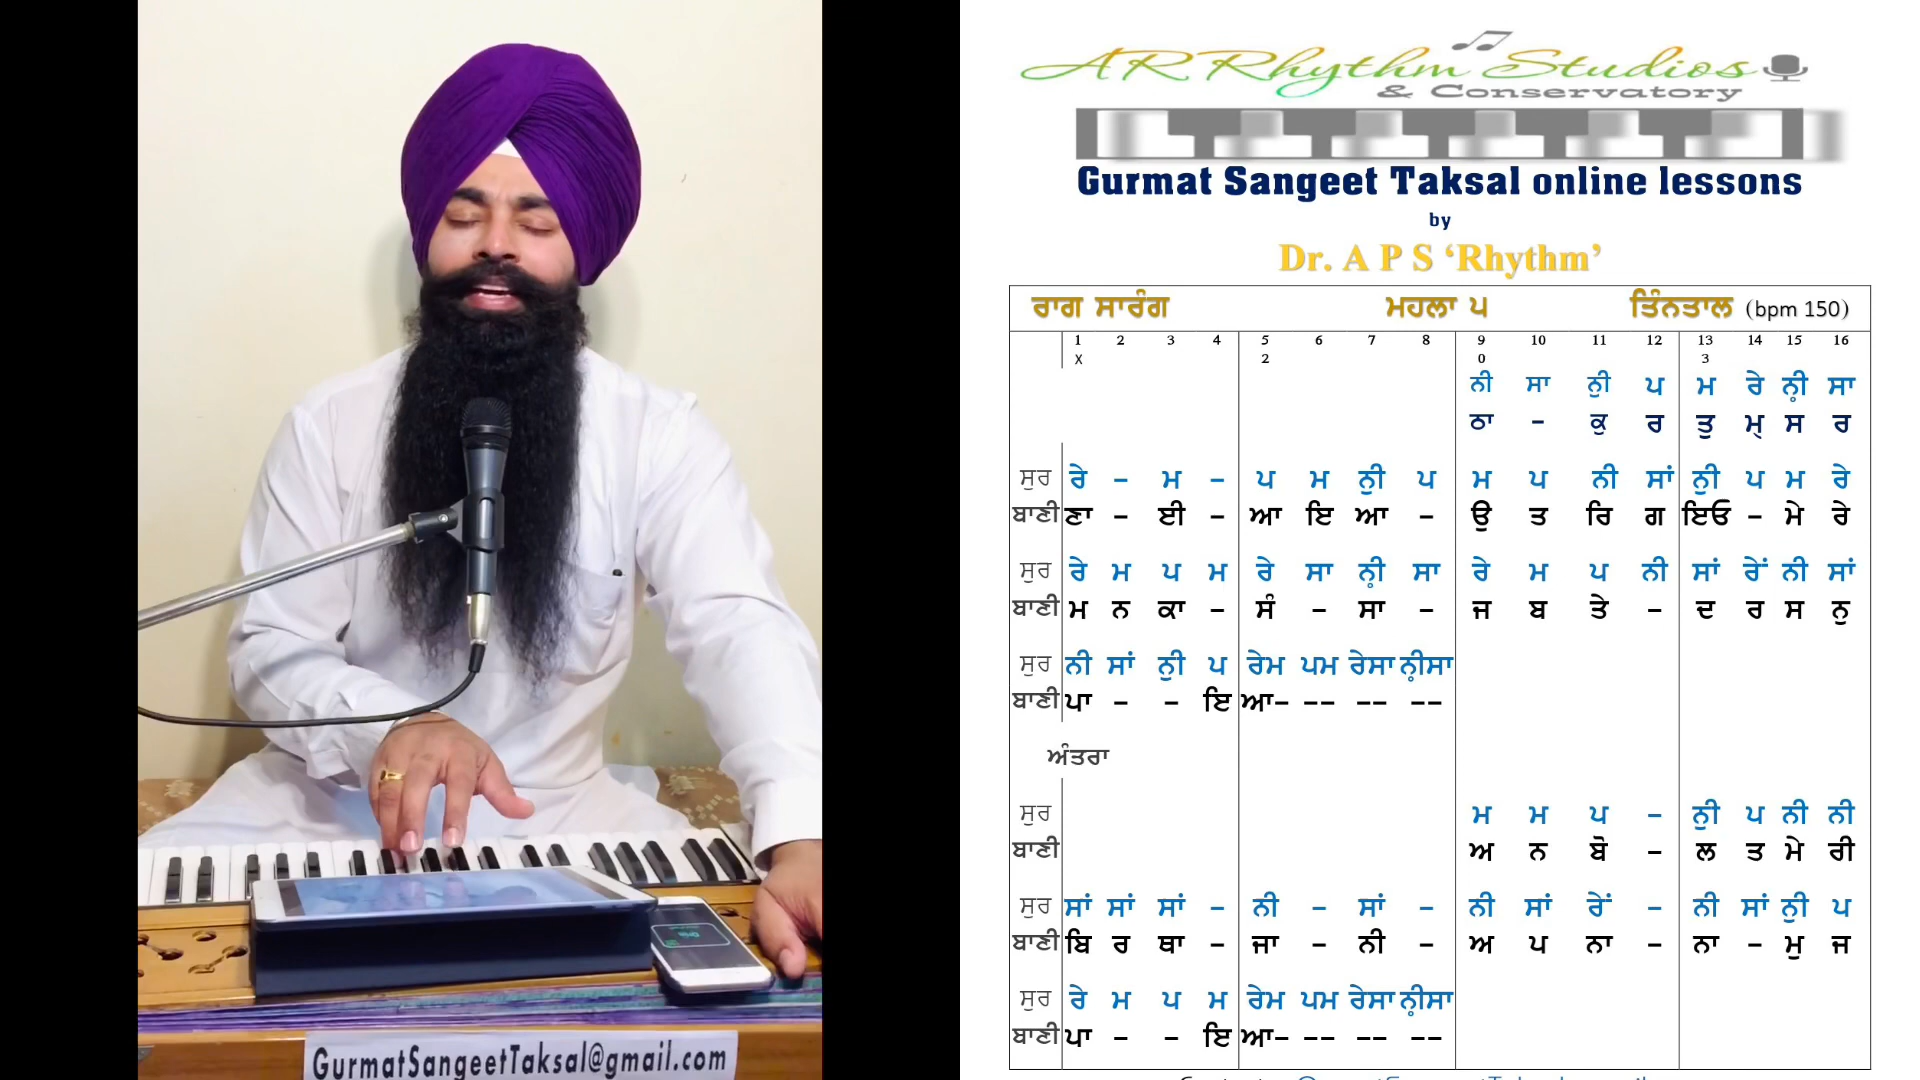 AR Rhythm Studios
& Conservatory
Gurmat Sangeet Taksal online lessons
by
Dr. A P S ‘Rhythm’
ਰਾਗ ਸਾਰੰਗ ਮਹਲਾ ੫ ਤਿੰਨਤਾਲ (bpm 150)
1 2 3 4 5 6 7 8 9 10 11 12 13 14 15 16
X 2 0 3
ਨੀ ਸਾ ਨੀ॒ ਪ ਮ ਰੇ ਨੀ਼ ਸਾ
ਠਾ - ਕੁ ਰ ਤੁ ਮ੍ ਸ ਰ
ਸੁਰ ਰੇ - ਮ - ਪ ਮ ਨੀ॒ ਪ ਮ ਪ ਨੀ ਸਾਂ ਨੀ॒ ਪ ਮ ਰੇ
ਬਾਣੀ ਣਾ - ਈ - ਆ ਇ ਆ - ਉ ਤ ਰਿ ਗ ਇਓ - ਮੇ ਰੇ
ਸੁਰ ਰੇ ਮ ਪ ਮ ਰੇ ਸਾ ਨੀ਼ ਸਾ ਰੇ ਮ ਪ ਨੀ ਸਾਂ ਰੇਂ ਨੀ ਸਾਂ
ਬਾਣੀ ਮ ਨ ਕਾ - ਸੰ - ਸਾ - ਜ ਬ ਤੇ - ਦ ਰ ਸ ਨੁ
ਸੁਰ ਨੀ ਸਾਂ ਨੀ॒ ਪ ਰੇਮ ਪਮ ਰੇਸਾ ਨੀ਼ਸਾ
ਬਾਣੀ ਪਾ - - ਇ ਆ- -- -- --
ਅੰਤਰਾ
ਸੁਰ ਮ ਮ ਪ - ਨੀ॒ ਪ ਨੀ ਨੀ
ਬਾਣੀ ਅ ਨ ਬੋ - ਲ ਤ ਮੇ ਰੀ
ਸੁਰ ਸਾਂ ਸਾਂ ਸਾਂ - ਨੀ - ਸਾਂ - ਨੀ ਸਾਂ ਰੇਂ - ਨੀ ਸਾਂ ਨੀ॒ ਪ
ਬਾਣੀ ਬਿ ਰ ਥਾ - ਜਾ - ਨੀ - ਅ ਪ ਨਾ - ਨਾ - ਮੁ ਜ
ਸੁਰ ਰੇ ਮ ਪ ਮ ਰੇਮ ਪਮ ਰੇਸਾ ਨੀ਼ਸਾ
ਬਾਣੀ ਪਾ - - ਇ ਆ- -- -- --
GurmatSangeetTaksal@gmail.com